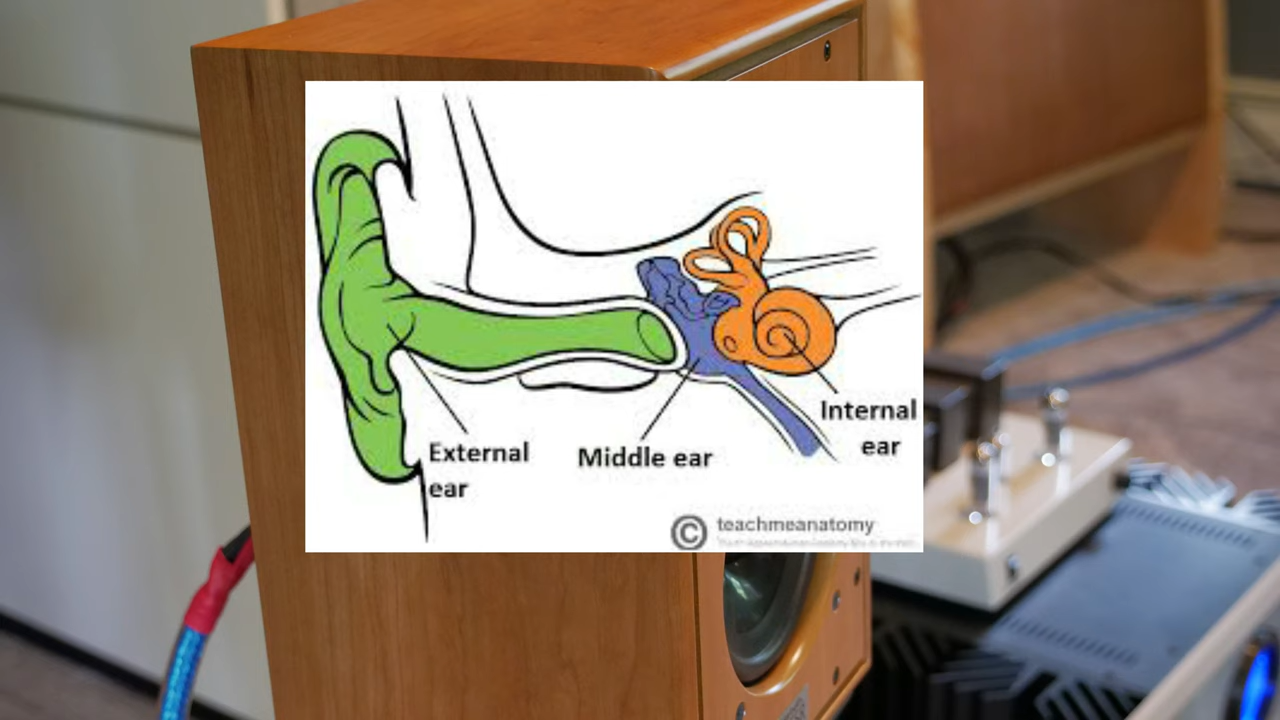 External
ear
Middle ear
Internal
ear
© teachmeanatomy